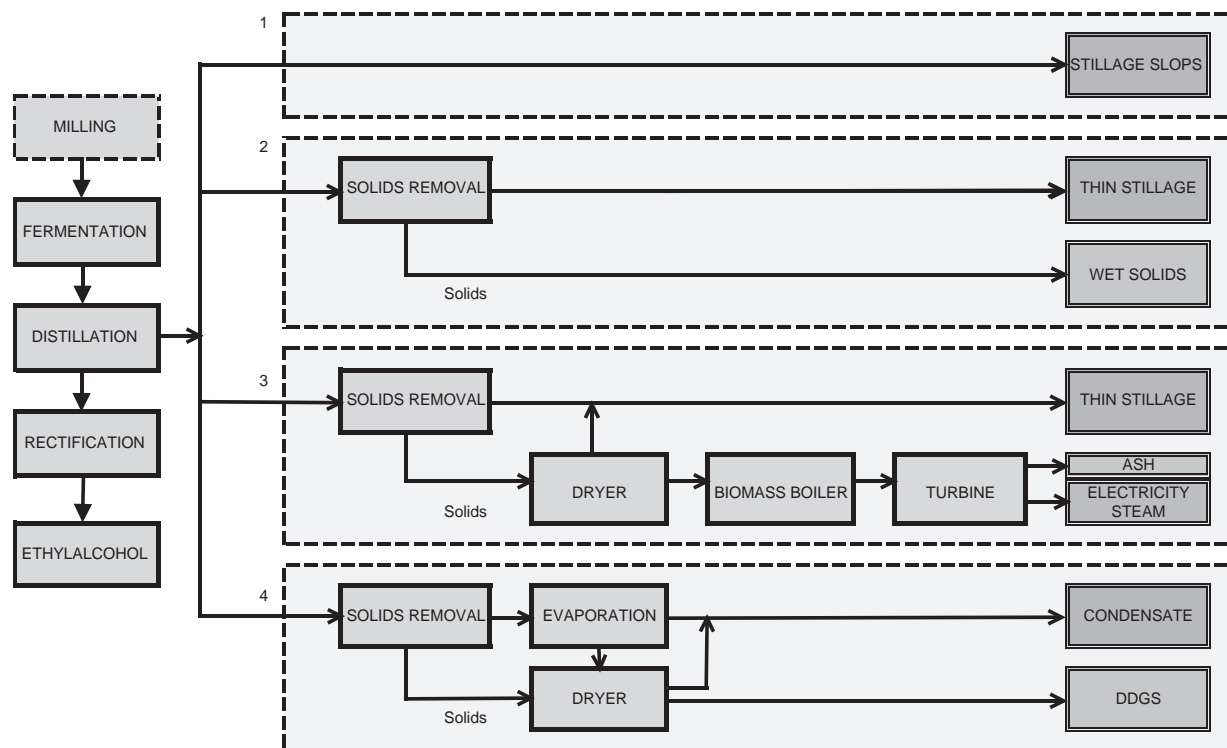 MILLING
FERMENTATION
DISTILLATION
RECTIFICATION
ETHYLALCOHOL
1
STILLAGE SLOPS
2
SOLIDS REMOVAL
THIN STILLAGE
Solids
WET SOLIDS
3
SOLIDS REMOVAL
THIN STILLAGE
Solids
DRYER
BIOMASS BOILER
TURBINE
ASH
ELECTRICITY
STEAM
4
SOLIDS REMOVAL
EVAPORATION
CONDENSATE
Solids
DRYER
DDGS